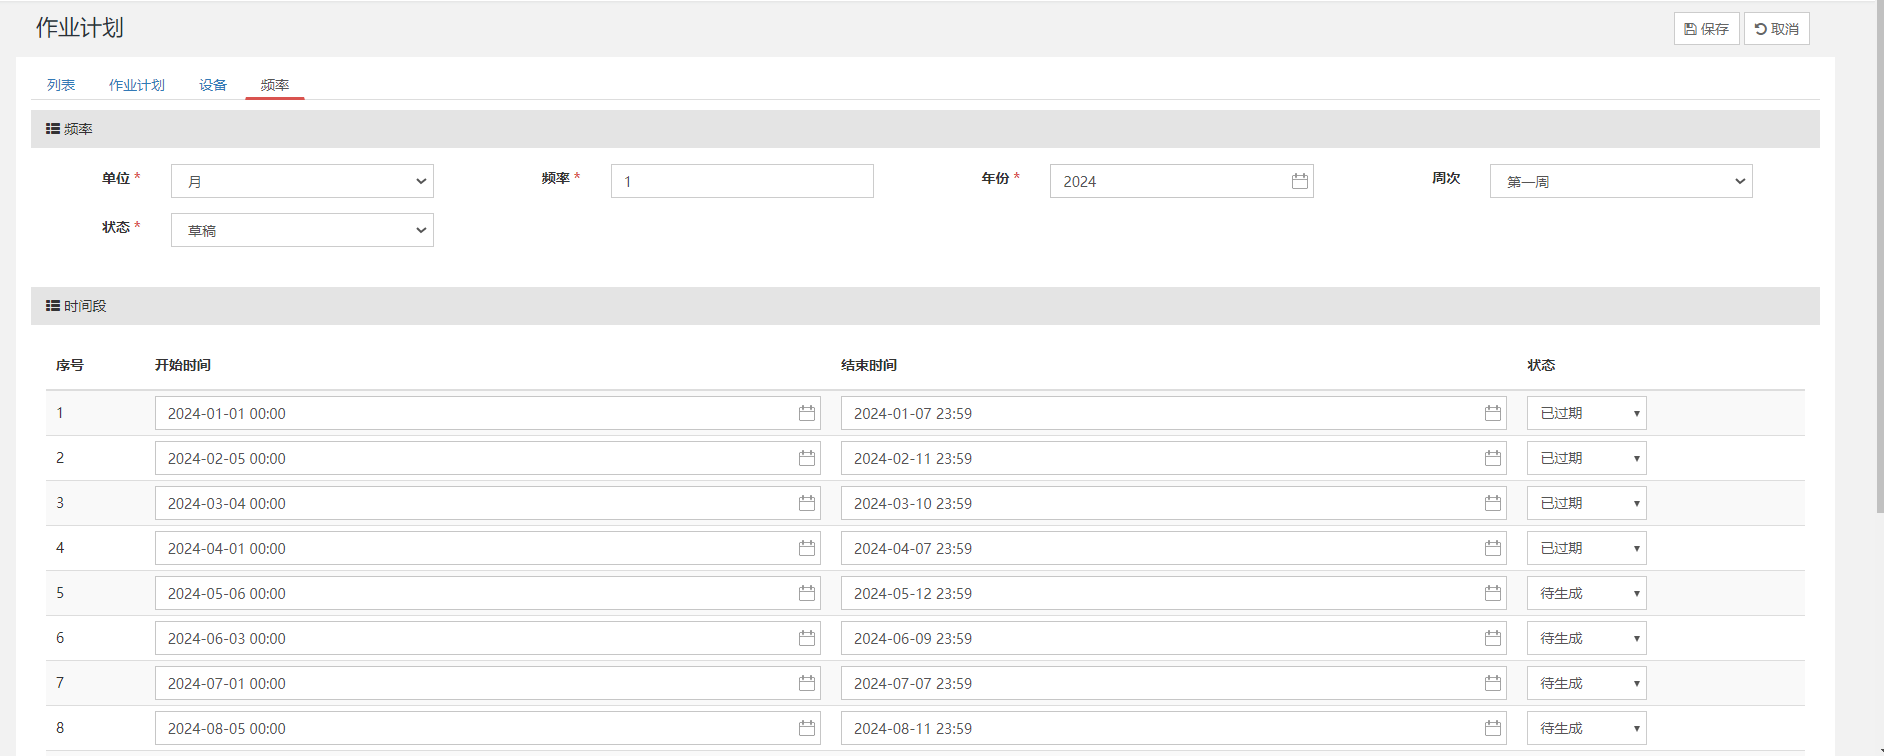 作业计划
保存 取消
列表 作业计划 设备 频率
频率
单位 * 月 频率 * 1 年份 * 2024 周次 第一周
状态 * 草稿
时间段
序号 开始时间 结束时间 状态
1 2024-01-01 00:00 2024-01-07 23:59 已过期
2 2024-02-05 00:00 2024-02-11 23:59 已过期
3 2024-03-04 00:00 2024-03-10 23:59 已过期
4 2024-04-01 00:00 2024-04-07 23:59 已过期
5 2024-05-06 00:00 2024-05-12 23:59 待生成
6 2024-06-03 00:00 2024-06-09 23:59 待生成
7 2024-07-01 00:00 2024-07-07 23:59 待生成
8 2024-08-05 00:00 2024-08-11 23:59 待生成